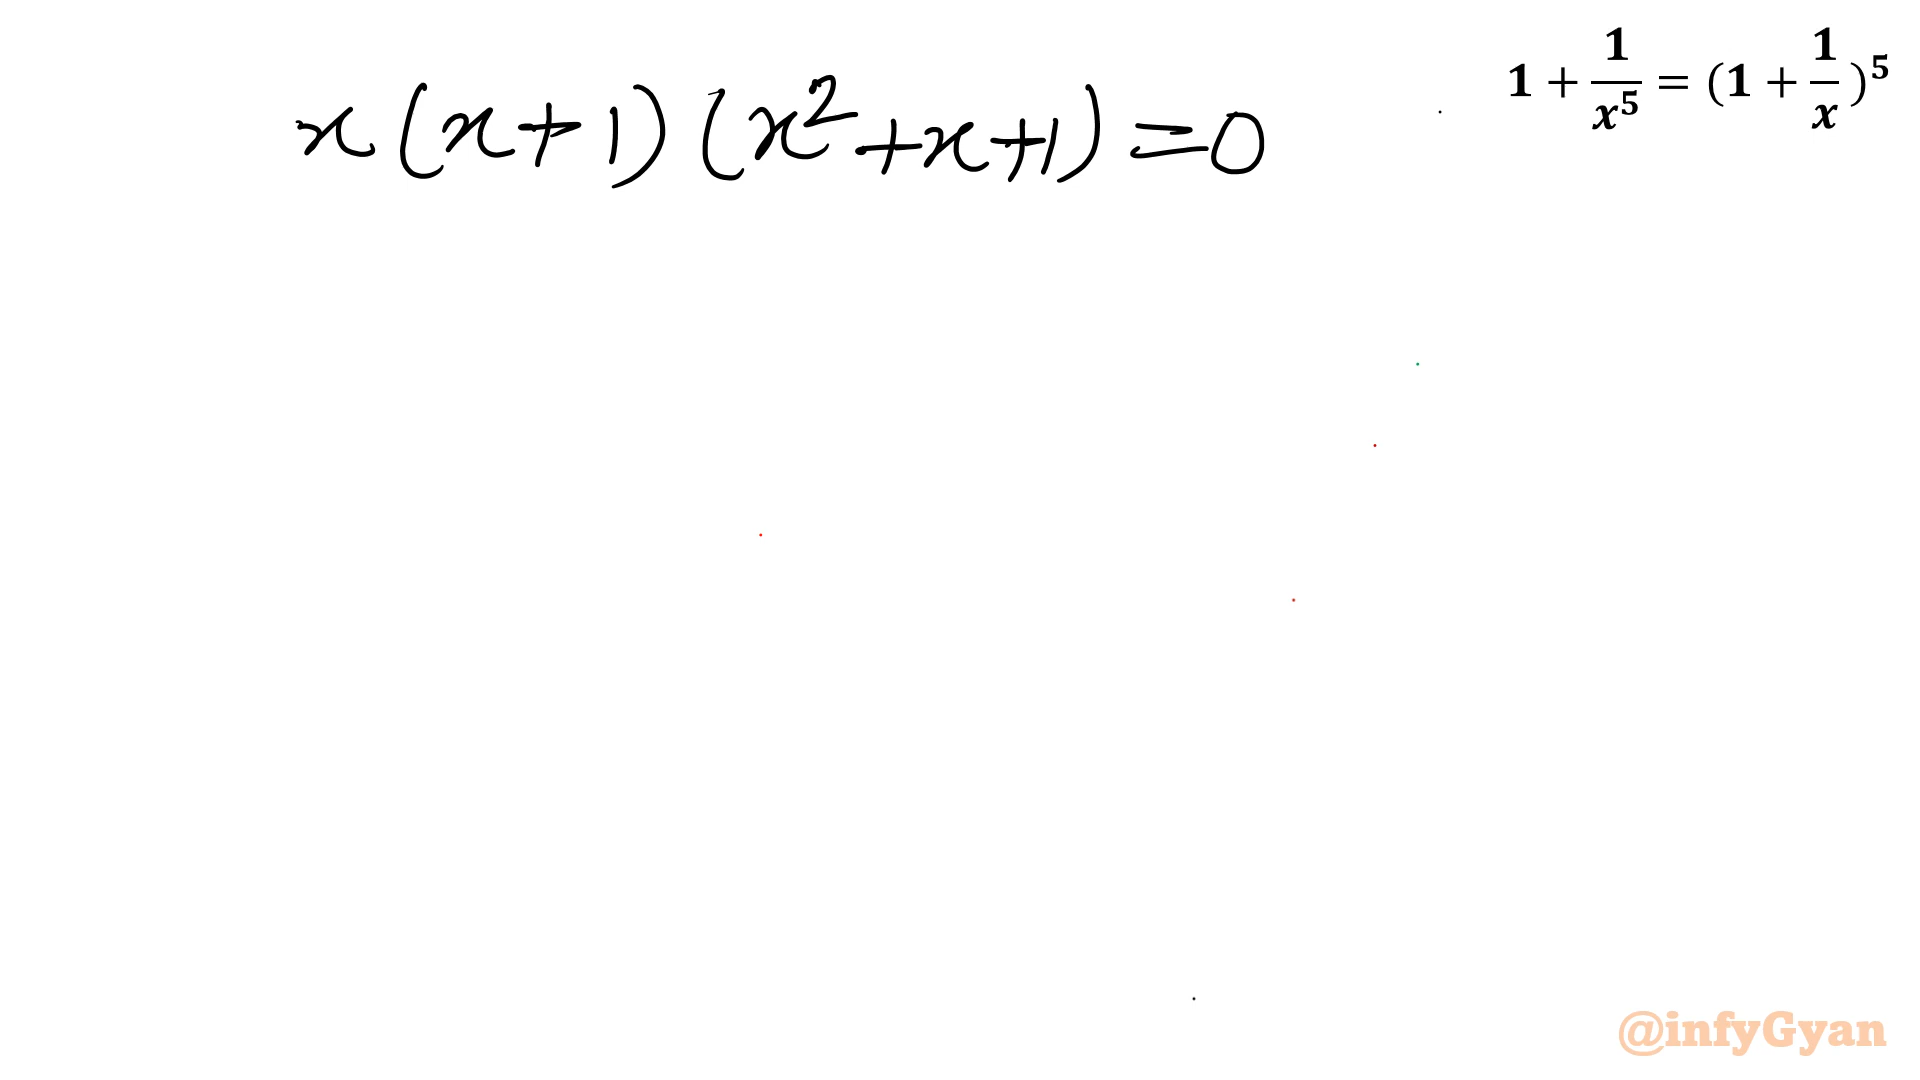 x(x+1)(x²+x+1)=0
1 + 1/x⁵ = (1 + 1/x)⁵
@infyGyan